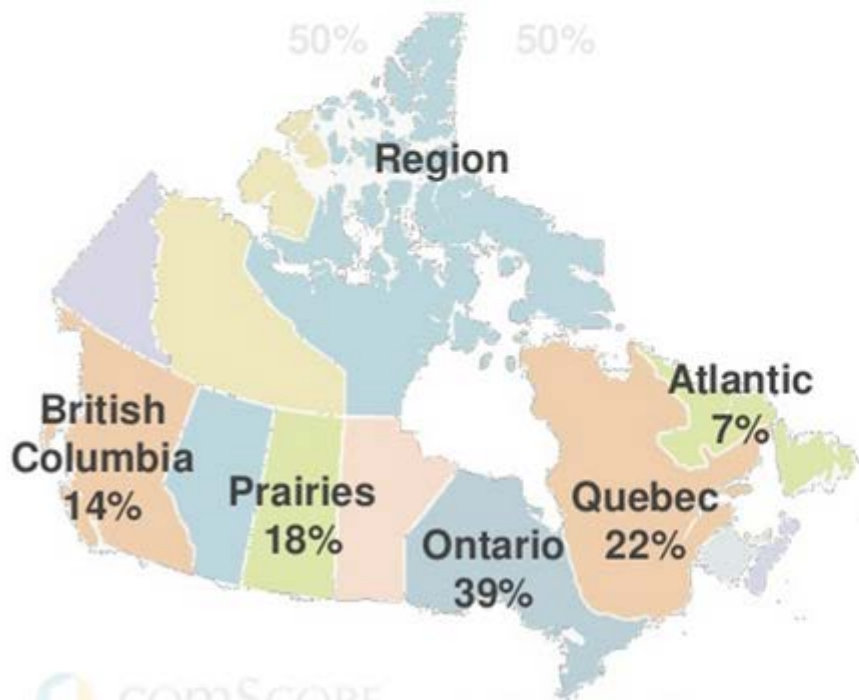 50% 50%
Region
British
Columbia
14%
Prairies
18%
Ontario
39%
Quebec
22%
Atlantic
7%
comScore